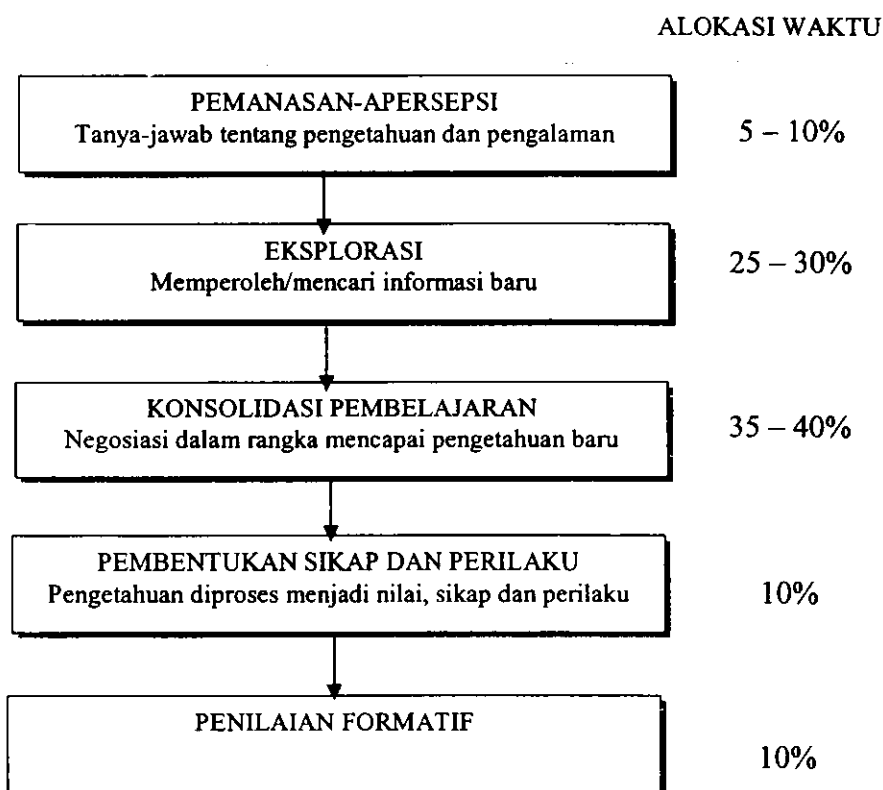 ALOKASI WAKTU
PEMANASAN-APERSEPSI
Tanya-jawab tentang pengetahuan dan pengalaman
5 – 10%
EKSPLORASI
Memperoleh/mencari informasi baru
25 – 30%
KONSOLIDASI PEMBELAJARAN
Negosiasi dalam rangka mencapai pengetahuan baru
35 – 40%
PEMBENTUKAN SIKAP DAN PERILAKU
Pengetahuan diproses menjadi nilai, sikap dan perilaku
10%
PENILAIAN FORMATIF
10%